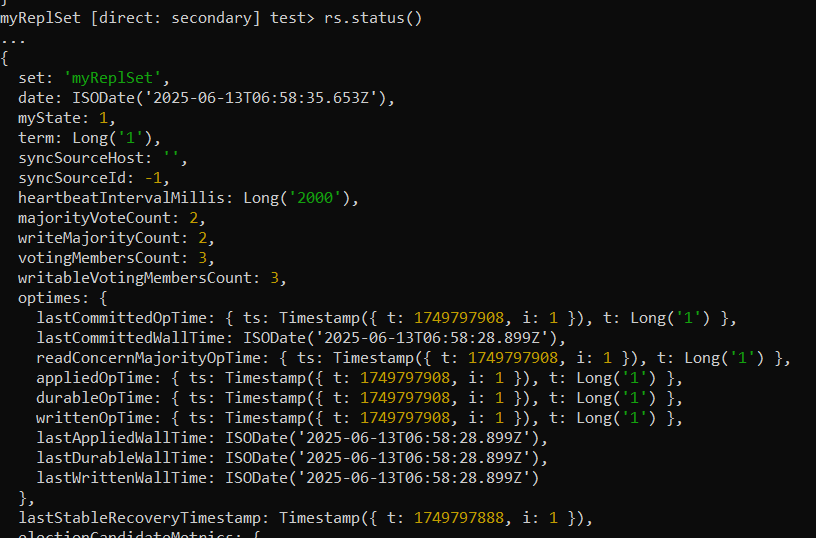 }
myReplSet [direct: secondary] test> rs.status()
...
{
  set: 'myReplSet',
  date: ISODate('2025-06-13T06:58:35.653Z'),
  myState: 1,
  term: Long('1'),
  syncSourceHost: '',
  syncSourceId: -1,
  heartbeatIntervalMillis: Long('2000'),
  majorityVoteCount: 2,
  writeMajorityCount: 2,
  votingMembersCount: 3,
  writableVotingMembersCount: 3,
  optimes: {
    lastCommittedOpTime: { ts: Timestamp({ t: 1749797908, i: 1 }), t: Long('1') },
    lastCommittedWallTime: ISODate('2025-06-13T06:58:28.899Z'),
    readConcernMajorityOpTime: { ts: Timestamp({ t: 1749797908, i: 1 }), t: Long('1') },
    appliedOpTime: { ts: Timestamp({ t: 1749797908, i: 1 }), t: Long('1') },
    durableOpTime: { ts: Timestamp({ t: 1749797908, i: 1 }), t: Long('1') },
    writtenOpTime: { ts: Timestamp({ t: 1749797908, i: 1 }), t: Long('1') },
    lastAppliedWallTime: ISODate('2025-06-13T06:58:28.899Z'),
    lastDurableWallTime: ISODate('2025-06-13T06:58:28.899Z'),
    lastWrittenWallTime: ISODate('2025-06-13T06:58:28.899Z')
  },
  lastStableRecoveryTimestamp: Timestamp({ t: 1749797888, i: 1 }),
  electionCandidateMetrics: {